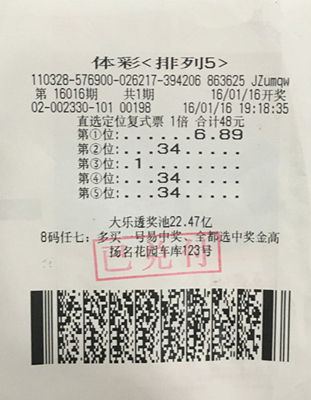 体彩<排列5>
110328-576900-026217-394206 863625 JZumqw
第 16016期 共1期 16/01/16开奖
02-002330-101 00198 16/01/16 19:18:35
直选定位复式票 1倍 合计48元
第①位:.......6.89
第②位:...34.....
第③位:.1........
第④位:...34.....
第⑤位:...34.....
大乐透奖池22.47亿
8码任七: 多买一号易中奖、全部选中奖金高
扬名花园车库123号
已兑付